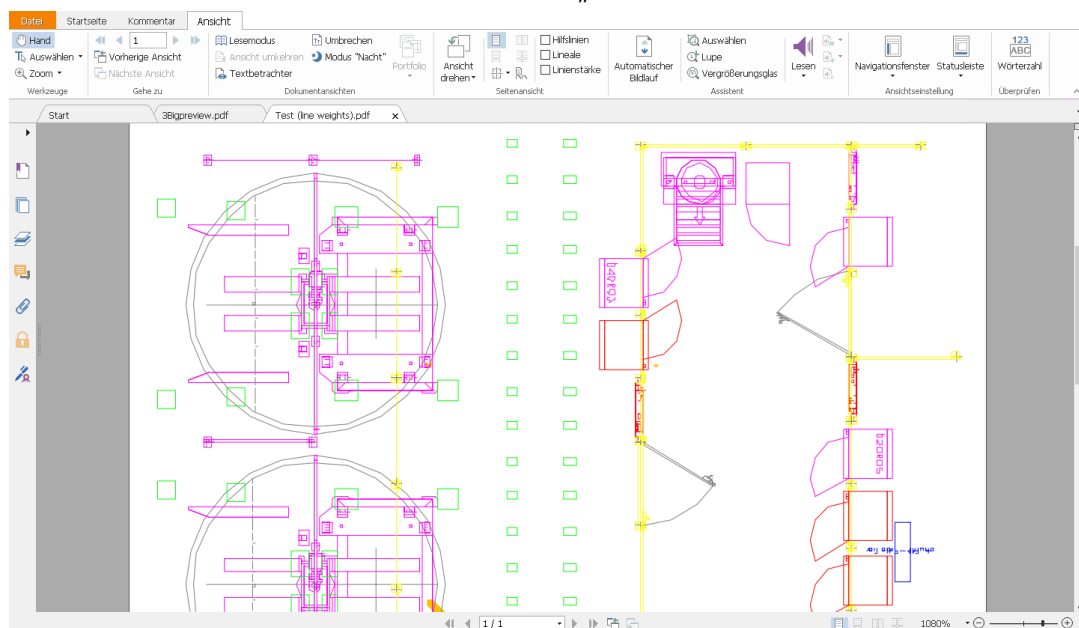 „
Datei Startseite Kommentar Ansicht
Hand
Auswählen
Zoom
Werkzeuge
1
Vorherige Ansicht
Nächste Ansicht
Gehe zu
Lesemodus
Ansicht umkehren
Textbetrachter
Umbrechen
Modus "Nacht"
Portfolio
Dokumentansichten
Ansicht drehen
Hilfslinien
Lineale
Linienstärke
Seitenansicht
Automatischer Bildlauf
Auswählen
Lupe
Vergrößerungsglas
Assistent
Lesen
Navigationsfenster
Statusleiste
Ansichtseinstellung
123
ABC
Wörterzahl
Überprüfen
Start 3Bigpreview.pdf Test (line weights).pdf x
1 / 1
1080%